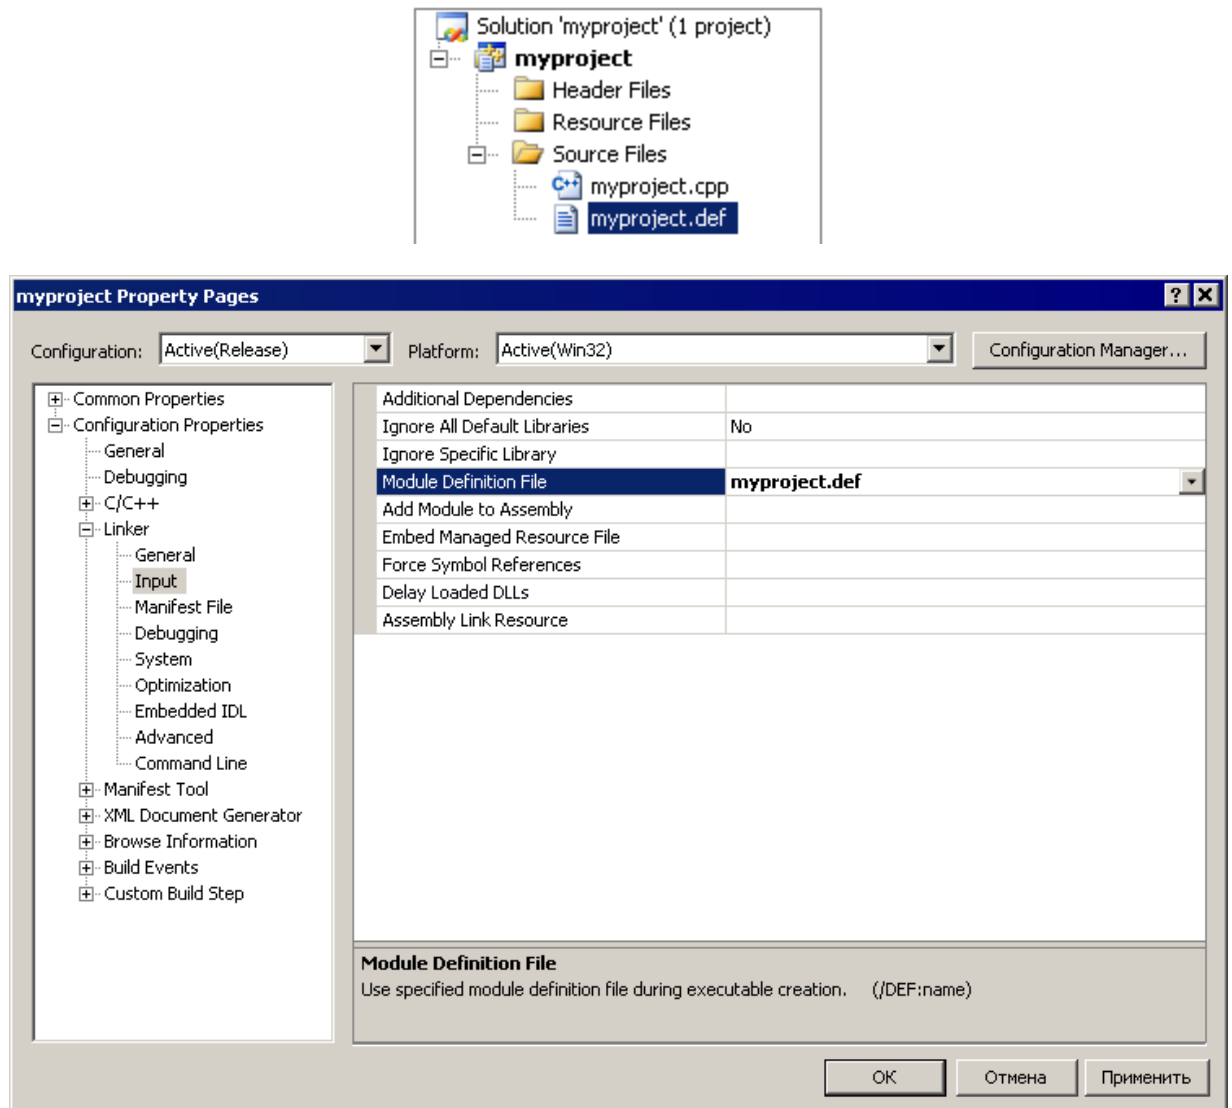 Solution 'myproject' (1 project)
myproject
Header Files
Resource Files
Source Files
myproject.cpp
myproject.def
myproject Property Pages
Configuration: Active(Release) Platform: Active(Win32) Configuration Manager...
Common Properties
Configuration Properties
General
Debugging
C/C++
Linker
General
Input
Manifest File
Debugging
System
Optimization
Embedded IDL
Advanced
Command Line
Manifest Tool
XML Document Generator
Browse Information
Build Events
Custom Build Step
Additional Dependencies
Ignore All Default Libraries No
Ignore Specific Library
Module Definition File myproject.def
Add Module to Assembly
Embed Managed Resource File
Force Symbol References
Delay Loaded DLLs
Assembly Link Resource
Module Definition File
Use specified module definition file during executable creation. (/DEF:name)
ОК Отмена Применить